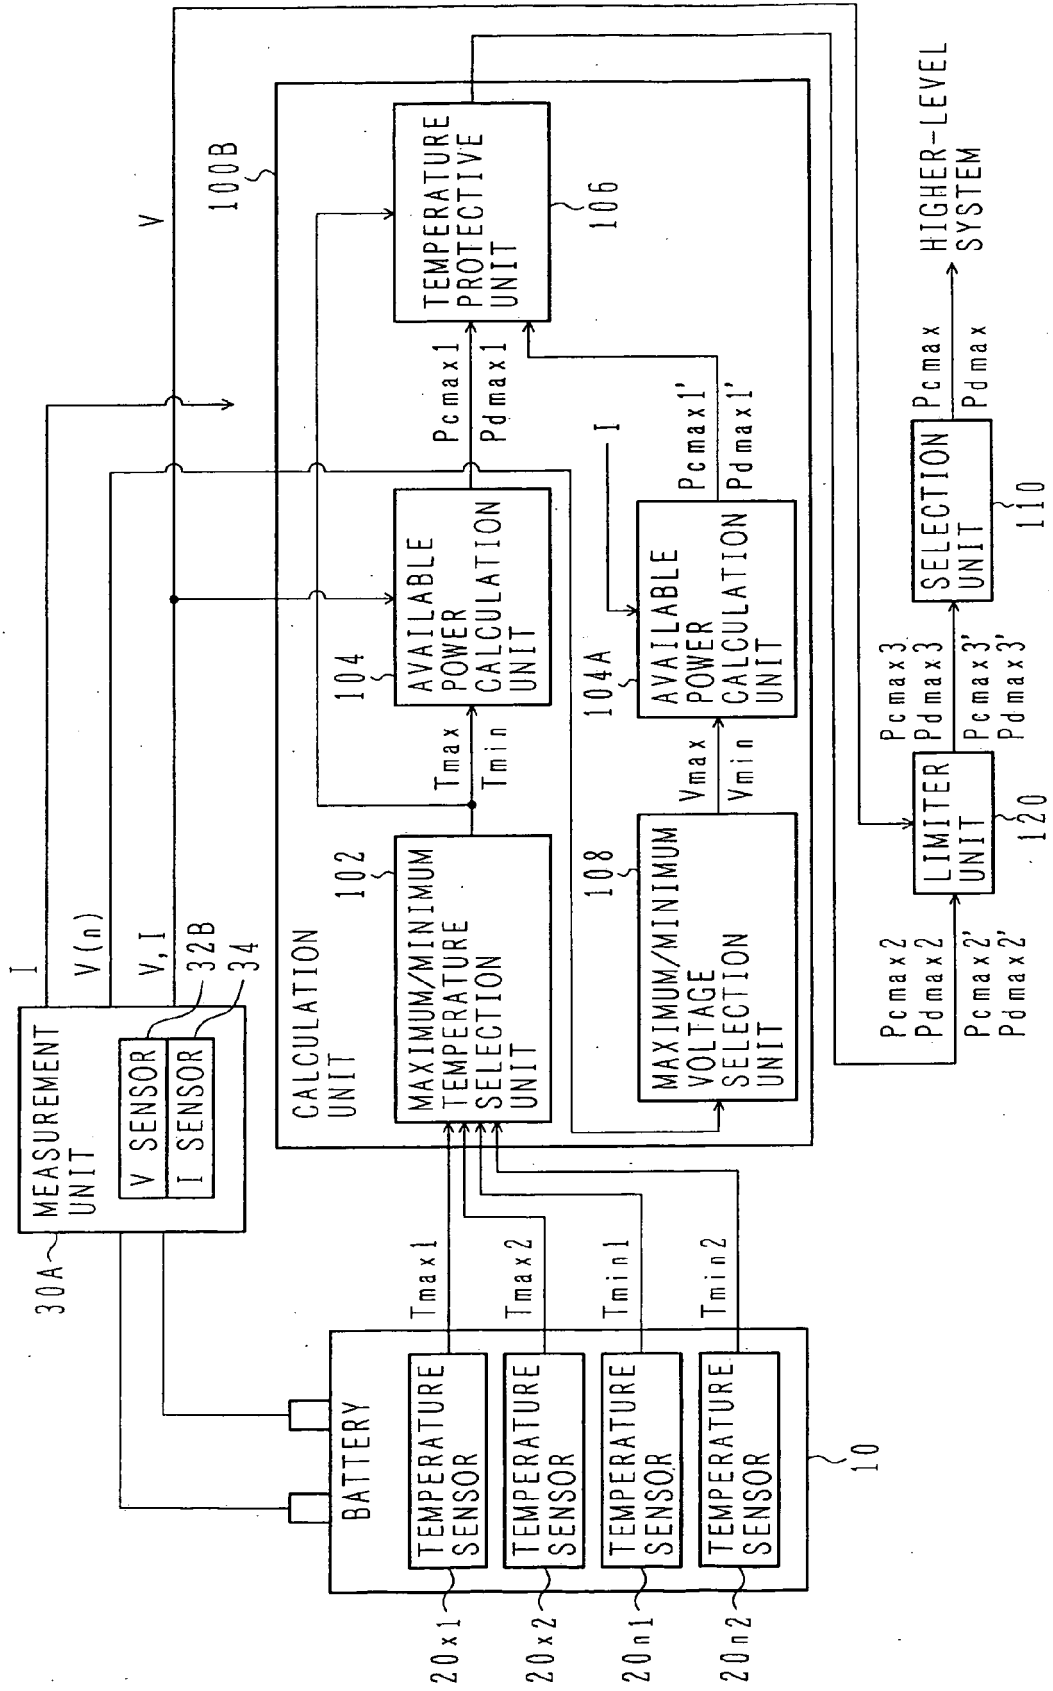 30A
MEASUREMENT
UNIT
V SENSOR
I SENSOR
32B
34
I
V(n)
V, I
V
BATTERY
TEMPERATURE
SENSOR
TEMPERATURE
SENSOR
TEMPERATURE
SENSOR
TEMPERATURE
SENSOR
20x1
20x2
20n1
20n2
10
Tmax1
Tmax2
Tmin1
Tmin2
CALCULATION
UNIT
100B
MAXIMUM/MINIMUM
TEMPERATURE
SELECTION
UNIT
102
Tmax
Tmin
104
AVAILABLE
POWER
CALCULATION
UNIT
Pcmax1
Pdmax1
TEMPERATURE
PROTECTIVE
UNIT
106
MAXIMUM/MINIMUM
VOLTAGE
SELECTION
UNIT
108
Vmax
Vmin
104A
AVAILABLE
POWER
CALCULATION
UNIT
I
Pcmax1'
Pdmax1'
Pcmax2
Pdmax2
Pcmax2'
Pdmax2'
LIMITER
UNIT
120
Pcmax3
Pdmax3
Pcmax3'
Pdmax3'
SELECTION
UNIT
110
Pcmax
Pdmax
HIGHER-LEVEL
SYSTEM